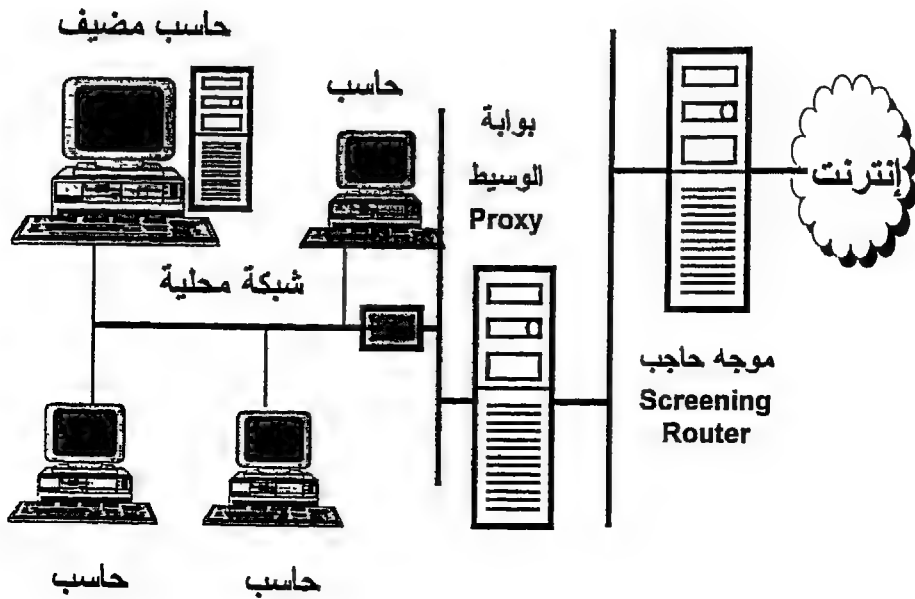 حاسب مضيف
حاسب
بوابة
الوسيط
Proxy
إنترنت
شبكة محلية
موجه حاجب
Screening
Router
حاسب
حاسب